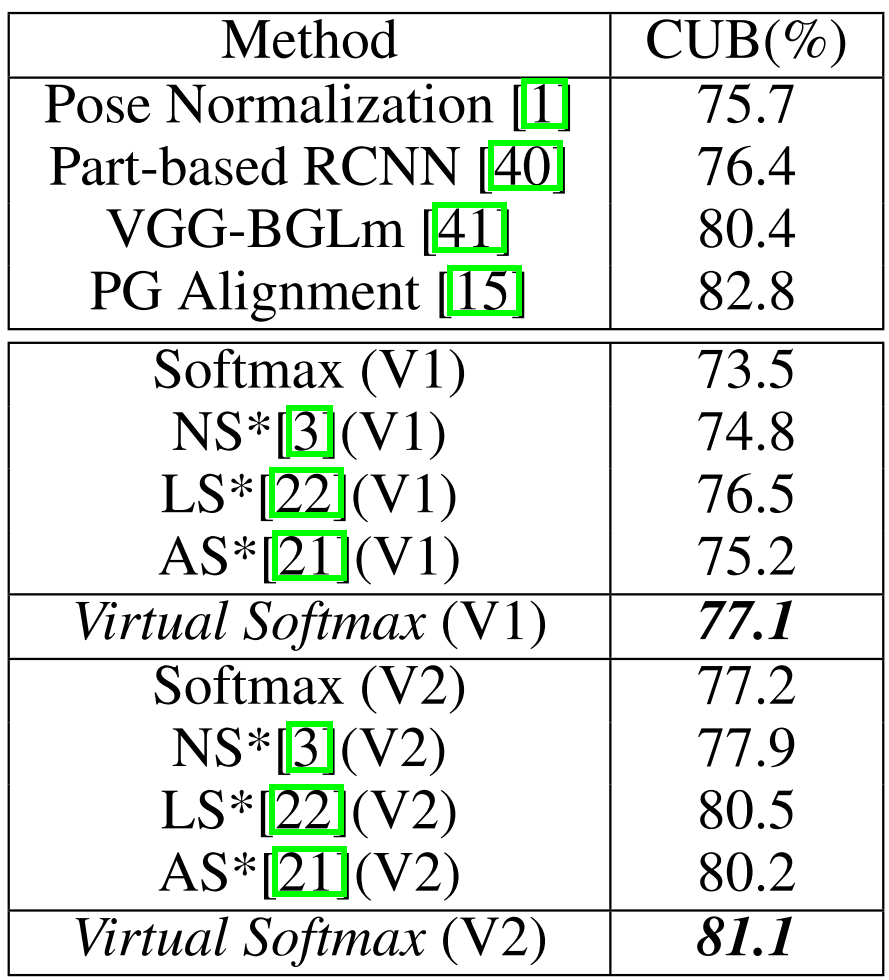 Method CUB(%)
Pose Normalization [1] 75.7
Part-based RCNN [40] 76.4
VGG-BGLm [41] 80.4
PG Alignment [15] 82.8
Softmax (V1) 73.5
NS*[3](V1) 74.8
LS*[22](V1) 76.5
AS*[21](V1) 75.2
Virtual Softmax (V1) 77.1
Softmax (V2) 77.2
NS*[3](V2) 77.9
LS*[22](V2) 80.5
AS*[21](V2) 80.2
Virtual Softmax (V2) 81.1